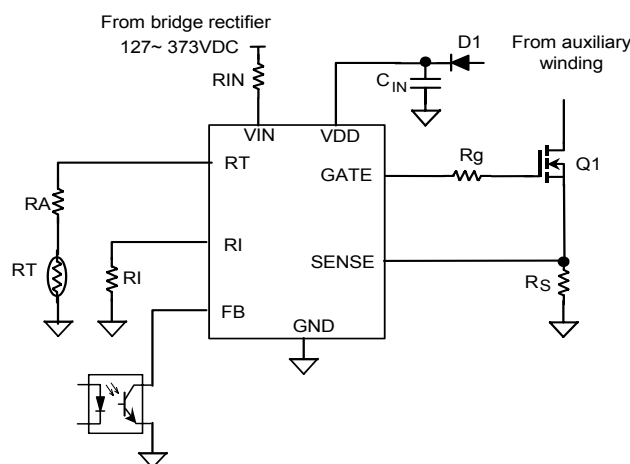 From bridge rectifier
127~ 373VDC
RIN
D1
From auxiliary
winding
CIN
VIN
VDD
RT
GATE
Rg
Q1
RA
RI
SENSE
RT
RI
RS
FB
GND